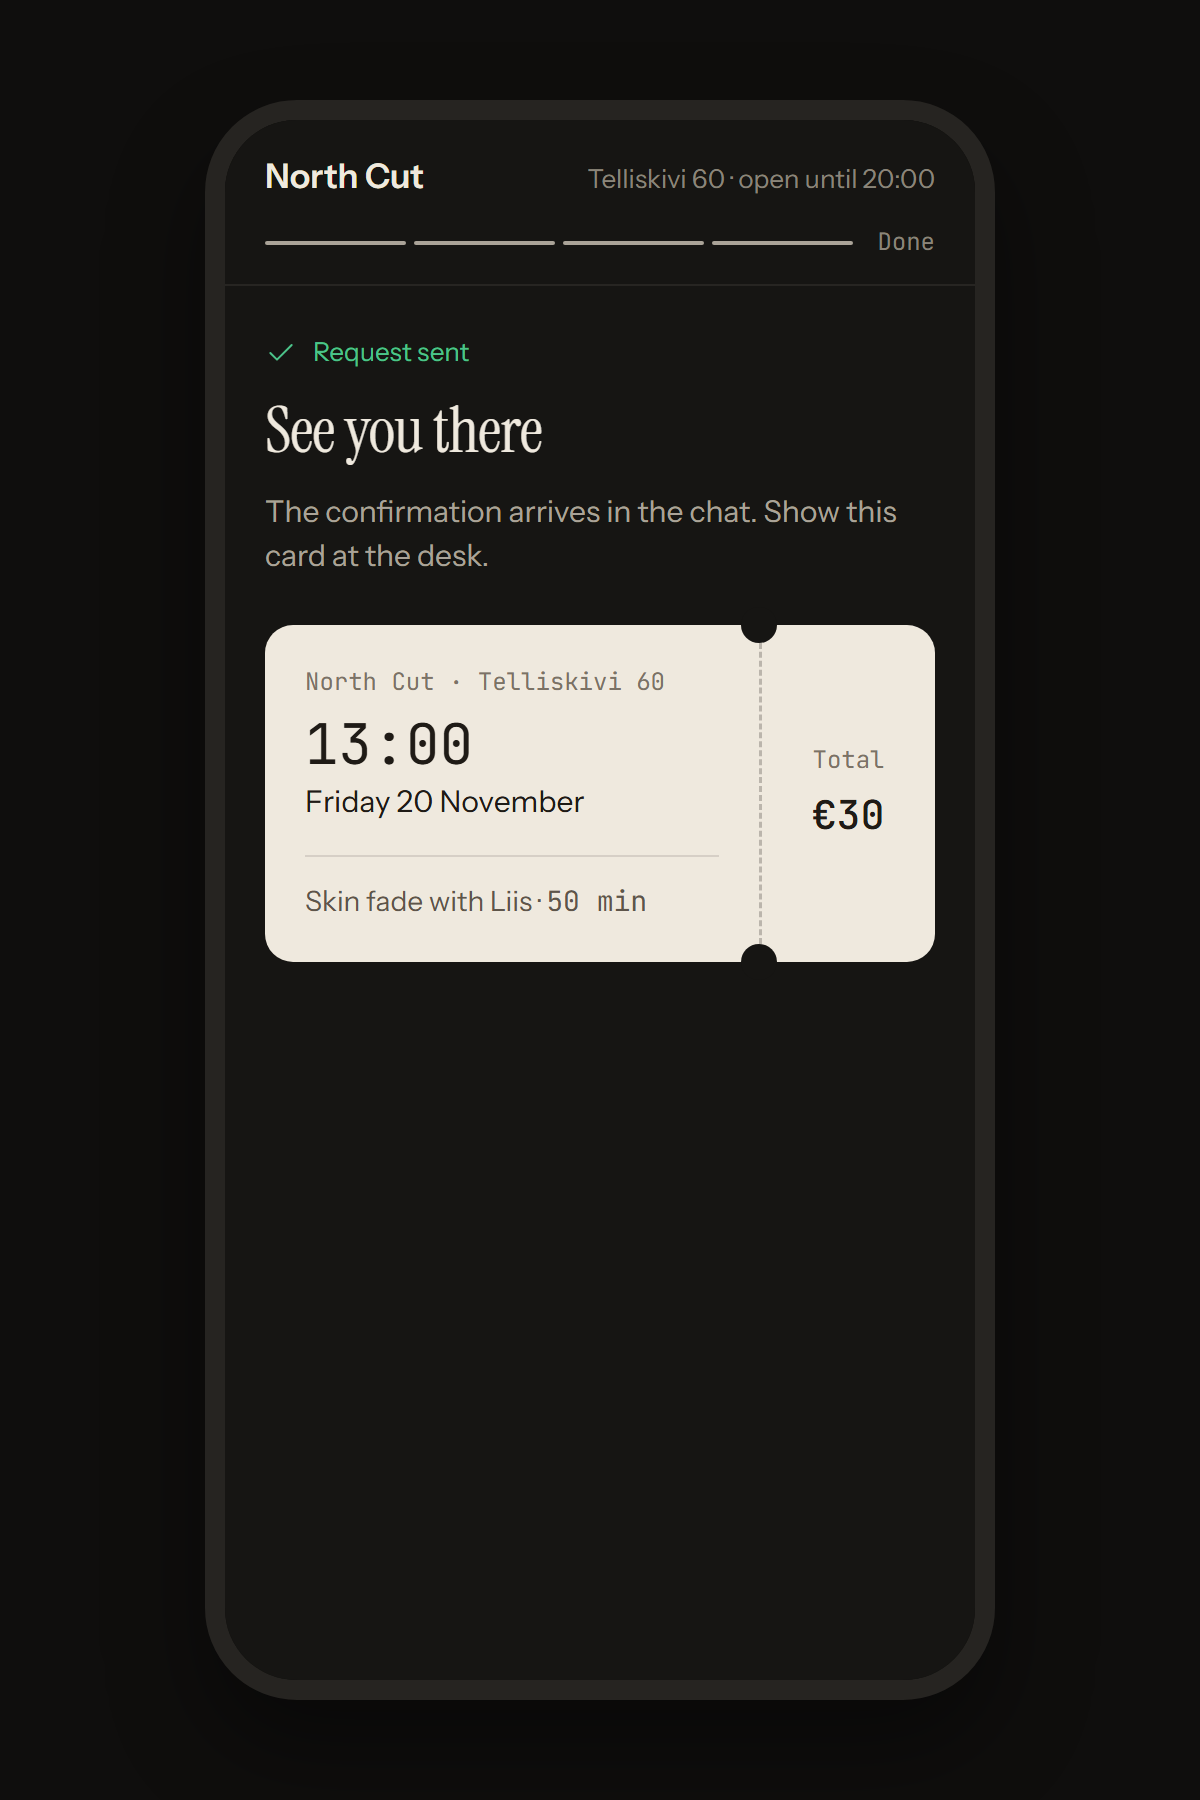 North Cut
Telliskivi 60 · open until 20:00
Done
Request sent
See you there
The confirmation arrives in the chat. Show this
card at the desk.
North Cut · Telliskivi 60
13:00
Friday 20 November
Skin fade with Liis · 50 min
Total
€30